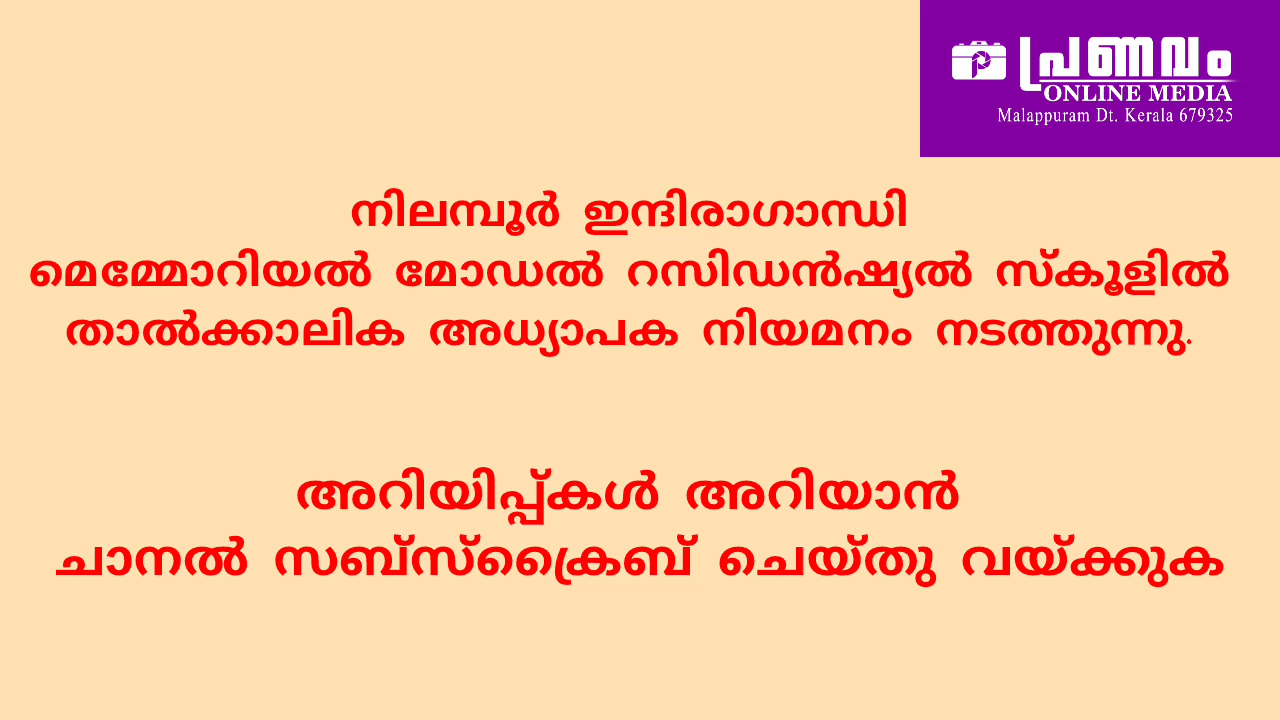 പ്രണവം
ONLINE MEDIA
Malappuram Dt. Kerala 679325
നിലമ്പൂർ ഇന്ദിരാഗാന്ധി
മെമ്മോറിയൽ മോഡൽ റസിഡൻഷ്യൽ സ്കൂളിൽ
താൽക്കാലിക അധ്യാപക നിയമനം നടത്തുന്നു.
അറിയിപ്പ്കൾ അറിയാൻ
ചാനൽ സബ്സ്ക്രൈബ് ചെയ്തു വയ്ക്കുക